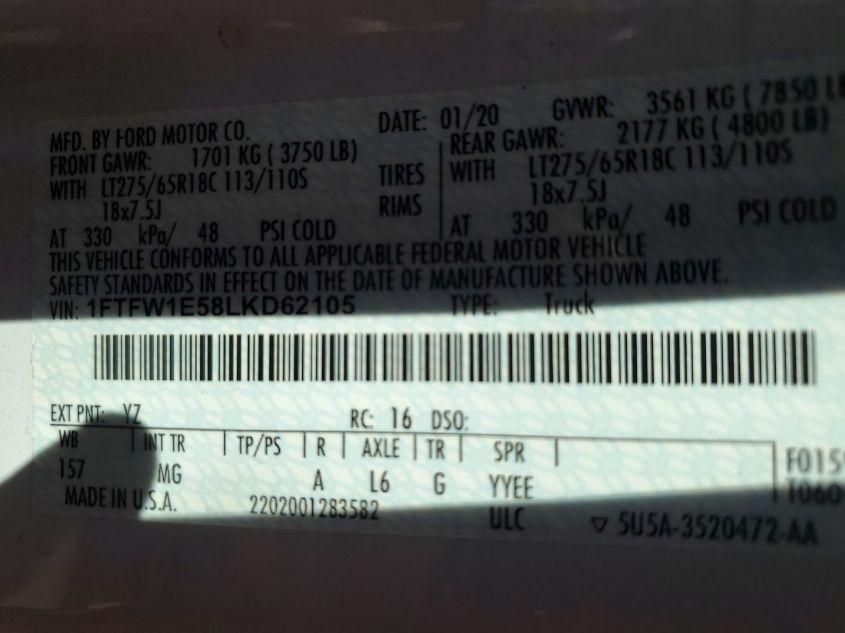 MFD. BY FORD MOTOR CO. DATE: 01/20 GVWR: 3561 KG ( 7850 LB
FRONT GAWR: 1701 KG ( 3750 LB) REAR GAWR: 2177 KG ( 4800 LB)
WITH LT275/65R18C 113/110S TIRES WITH LT275/65R18C 113/110S
18x7.5J RIMS 18x7.5J
AT 330 kPa/ 48 PSI COLD AT 330 kPa/ 48 PSI COLD
THIS VEHICLE CONFORMS TO ALL APPLICABLE FEDERAL MOTOR VEHICLE
SAFETY STANDARDS IN EFFECT ON THE DATE OF MANUFACTURE SHOWN ABOVE.
VIN: 1FTFW1E58LKD62105 TYPE: Truck
EXT PNT: YZ RC: 16 DSO:
WB INT TR TP/PS R AXLE TR SPR
157 MG A L6 G YYEE
F015
T060
MADE IN U.S.A. 2202001283582 ULC ▽ 5U5A-3520472-AA